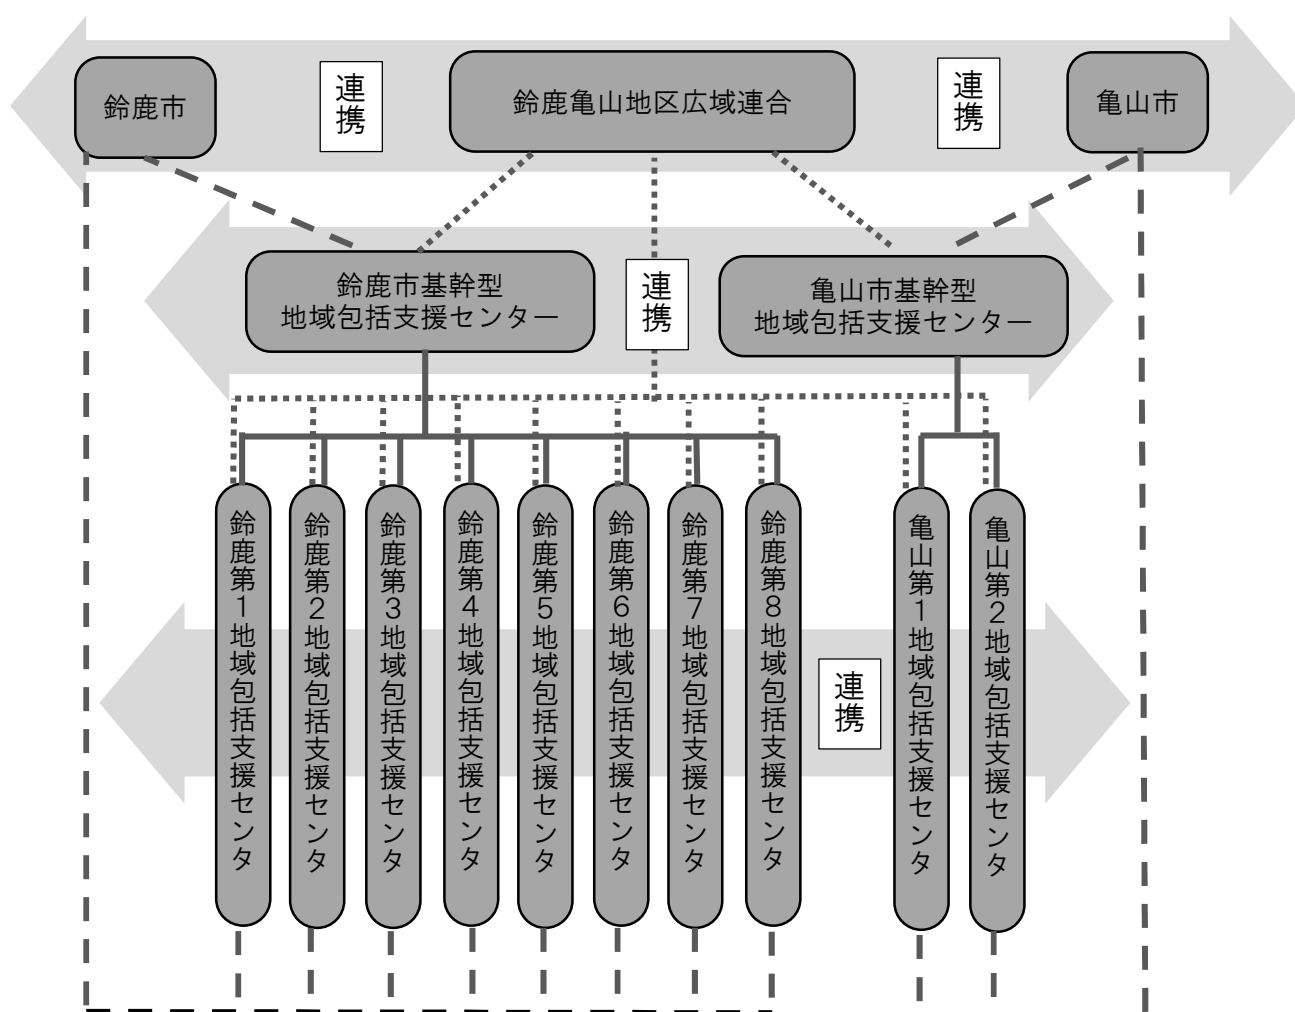 鈴鹿市
連携
鈴鹿亀山地区広域連合
連携
亀山市
鈴鹿市基幹型
地域包括支援センター
連携
亀山市基幹型
地域包括支援センター
鈴鹿第1地域包括支援センタ
鈴鹿第2地域包括支援センタ
鈴鹿第3地域包括支援センタ
鈴鹿第4地域包括支援センタ
鈴鹿第5地域包括支援センタ
鈴鹿第6地域包括支援センタ
鈴鹿第7地域包括支援センタ
鈴鹿第8地域包括支援センタ
連携
亀山第1地域包括支援センタ
亀山第2地域包括支援センタ